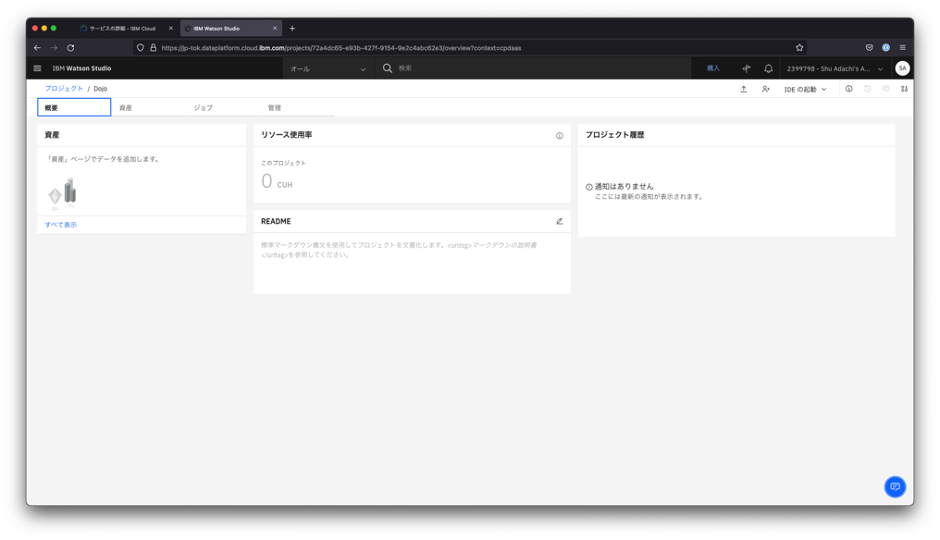 サービスの詳細 - IBM Cloud
IBM Watson Studio
https://jp-tok.dataplatform.cloud.ibm.com/projects/72a4dc65-e93b-427f-9154-9e2c4abc62e3/overview?context=cpdaas
IBM Watson Studio
オール
検索
購入
2399798 - Shu Adachi's A...
SA
プロジェクト / Dojo
IDE の起動
概要
資産
ジョブ
管理
資産
「資産」ページでデータを追加します。
すべて表示
リソース使用率
このプロジェクト
0 CUH
README
標準マークダウン構文を使用してプロジェクトを文書化します。<urltag>マークダウンの説明書
</urltag>を参照してください。
プロジェクト履歴
通知はありません
ここには最新の通知が表示されます。